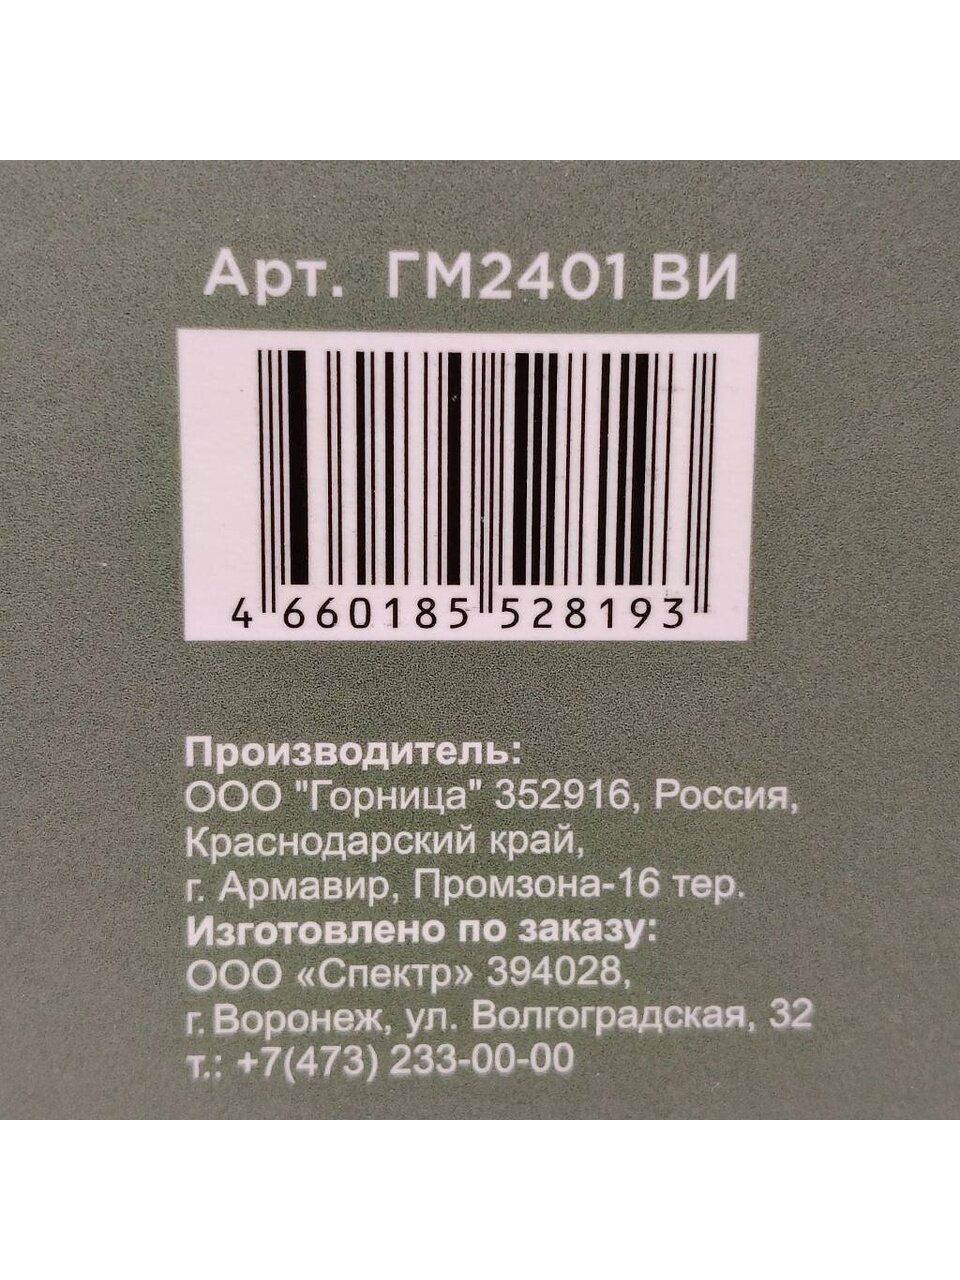 Арт. ГМ2401 ВИ
4 660185 528193
Производитель:
ООО "Горница" 352916, Россия,
Краснодарский край,
г. Армавир, Промзона-16 тер.
Изготовлено по заказу:
ООО «Спектр» 394028,
г. Воронеж, ул. Волгоградская, 32
т.: +7(473) 233-00-00